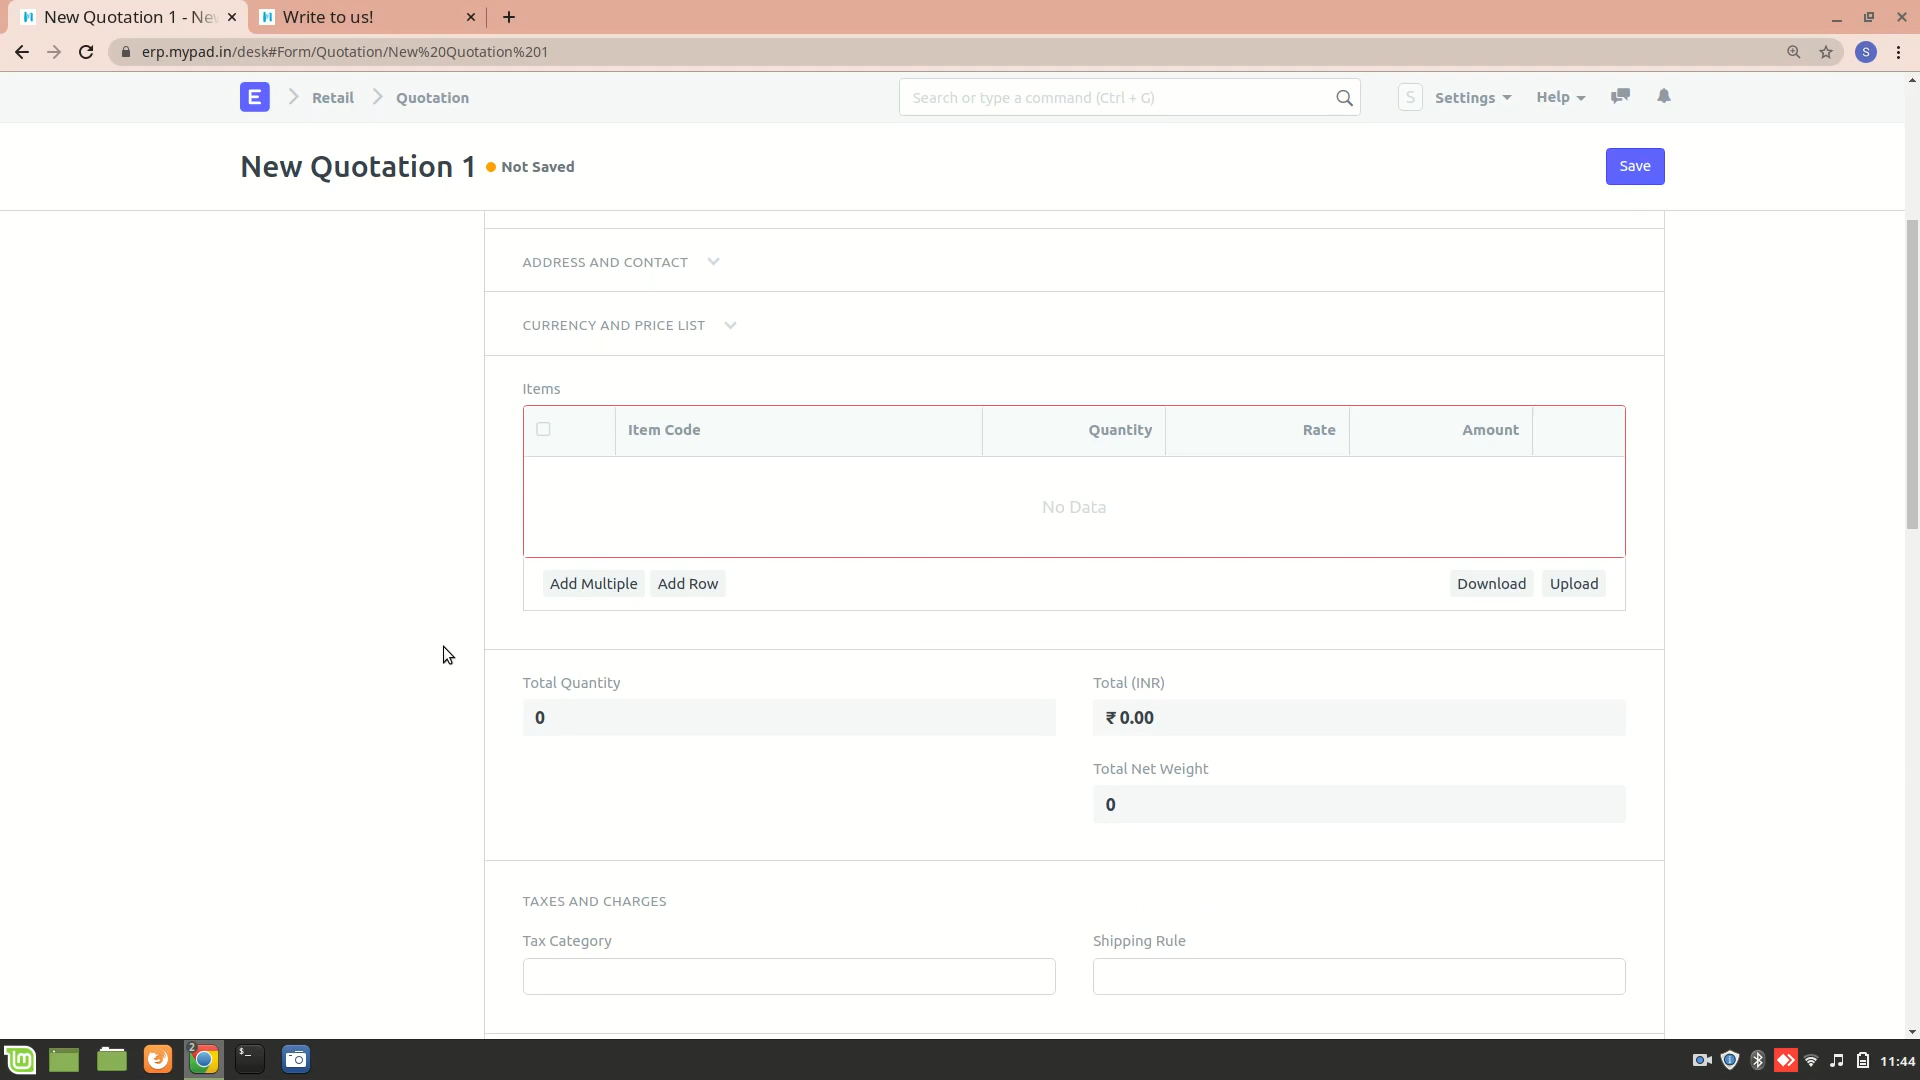 New Quotation 1 - Nev
Write to us!
erp.mypad.in/desk#Form/Quotation/New%20Quotation%201
S
E
Retail
Quotation
Search or type a command (Ctrl + G)
S
Settings
Help
New Quotation 1
Not Saved
Save
ADDRESS AND CONTACT
CURRENCY AND PRICE LIST
Items
Item Code
Quantity
Rate
Amount
No Data
Add Multiple
Add Row
Download
Upload
Total Quantity
0
Total (INR)
₹ 0.00
Total Net Weight
0
TAXES AND CHARGES
Tax Category
Shipping Rule
2
11:44